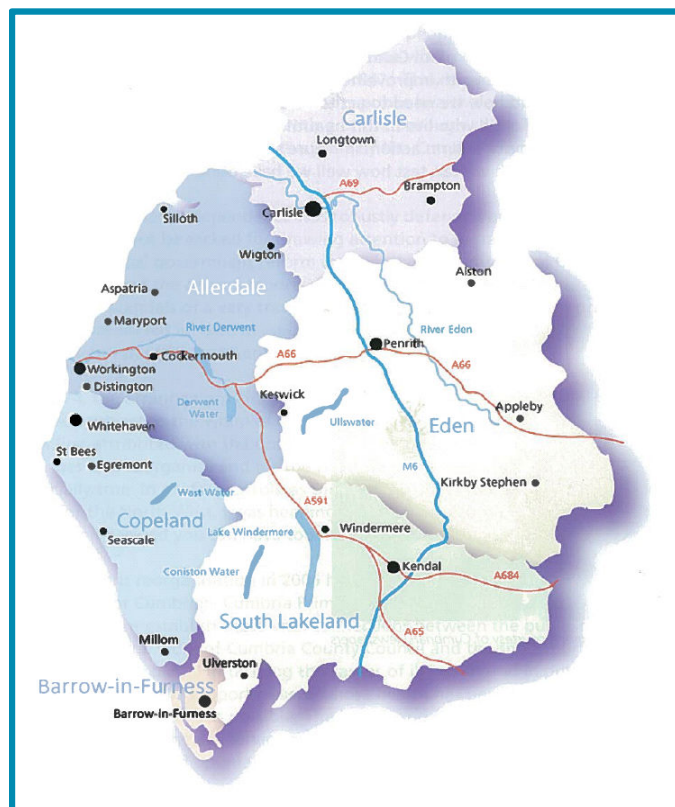 Carlisle
Longtown
A69
Brampton
Carlisle
Silloth
Wigton
Alston
Allerdale
Aspatria
Maryport
River Derwent
River Eden
Penrith
Cockermouth
A66
A66
Workington
Distington
Keswick
Derwent
Water
Appleby
Whitehaven
Ullswater
Eden
St Bees
Egremont
M6
Kirkby Stephen
Wast Water
A591
Copeland
Lake Windermere
Windermere
Seascale
Coniston Water
Kendal
A684
South Lakeland
A65
Millom
Ulverston
Barrow-in-Furness
Barrow-in-Furness